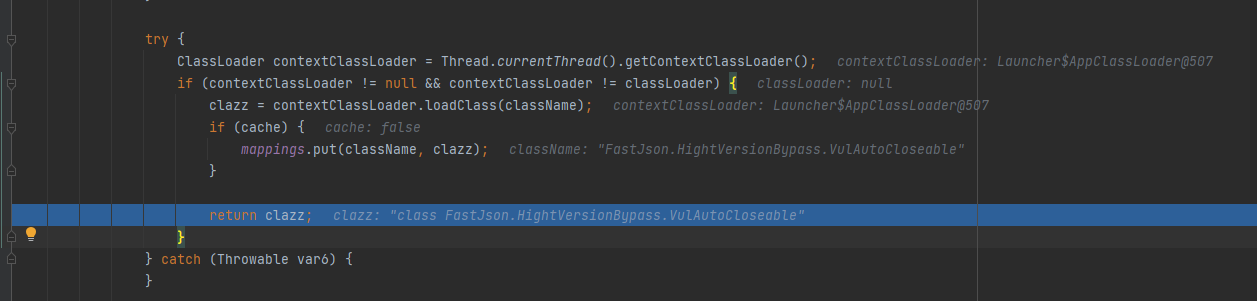 try {
ClassLoader contextClassLoader = Thread.currentThread().getContextClassLoader(); contextClassLoader: Launcher$AppClassLoader@507
if (contextClassLoader != null && contextClassLoader != classLoader) { classLoader: null
clazz = contextClassLoader.loadClass(className); contextClassLoader: Launcher$AppClassLoader@507
if (cache) { cache: false
mappings.put(className, clazz); className: "FastJson.HightVersionBypass.VulAutoCloseable"
}
return clazz; clazz: "class FastJson.HightVersionBypass.VulAutoCloseable"
}
} catch (Throwable var6) {
}